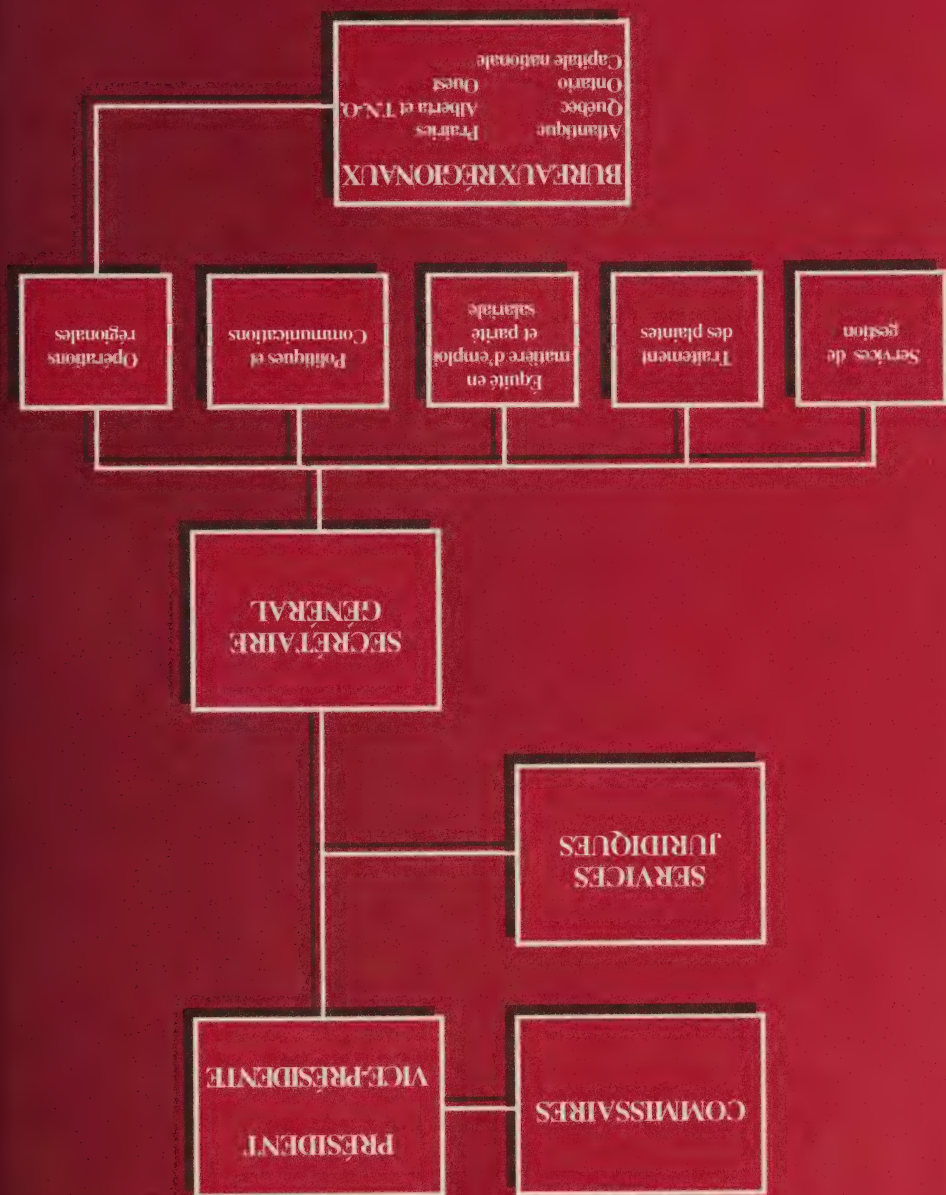 COMMISSAIRES
PRÉSIDENT
VICE-PRÉSIDENTE
SERVICES
JURIDIQUES
SECRÉTAIRE
GÉNÉRAL
Services de
gestion
Traitement
des plaintes
Équité en
matière d'emploi
et parité
salariale
Politiques et
Communications
Opérations
régionales
BUREAUX RÉGIONAUX
Atlantique Prairies
Québec Alberta et T.N.-O.
Ontario Ouest
Capitale nationale